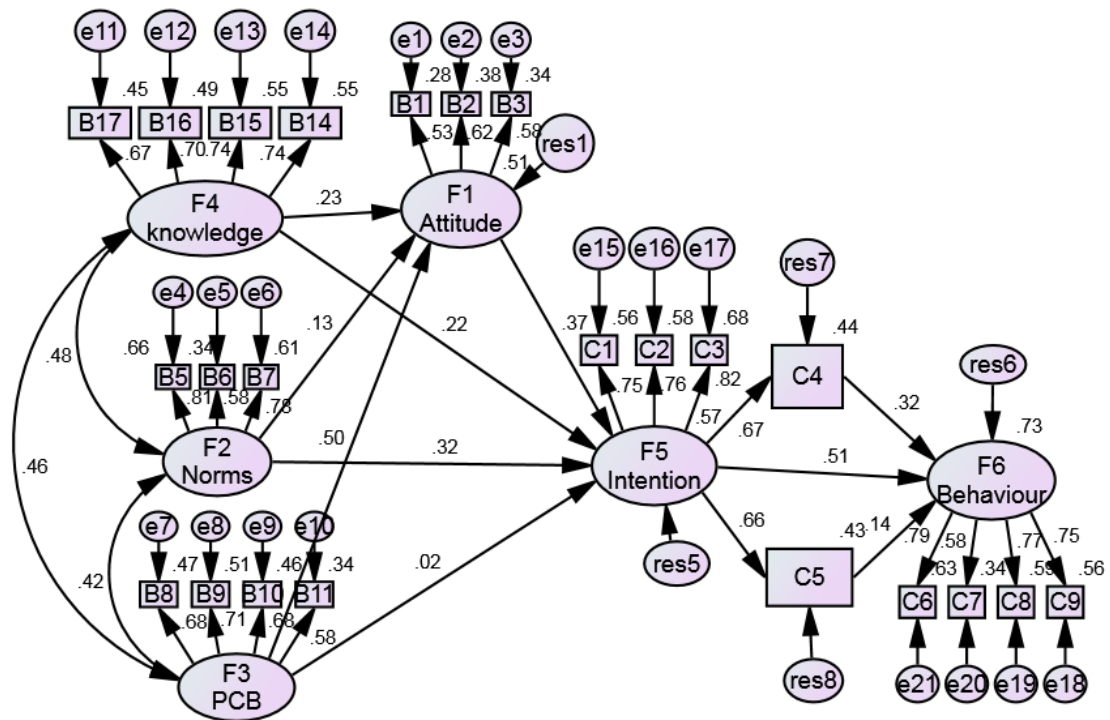 e11 e12 e13 e14
e1 e2 e3
.45 .49 .55 .55
.28 .38 .34
B17 B16 B15 B14
B1 B2 B3
.67 .70 .74 .74
.53 .62 .58
res1
.51
F4
knowledge
.23
F1
Attitude
e15 e16 e17
res7
e4 e5 e6
.13
.22
.37 .56 .58 .68
.44
.48
.66 .34 .61
C1 C2 C3
C4
res6
B5 B6 B7
.75 .76 .82
.81 .58 .78
.57
.67
.32
.73
F2
Norms
.50
.32
F5
Intention
.51
F6
Behaviour
.46
e7 e8 e9 e10
.66
.43 .14 .79 .58 .77 .75
.47 .51 .46 .34
.02
res5
C5
.63 .34 .59 .56
.42
B8 B9 B10 B11
C6 C7 C8 C9
.68 .71 .68 .58
F3
PCB
res8
e21 e20 e19 e18